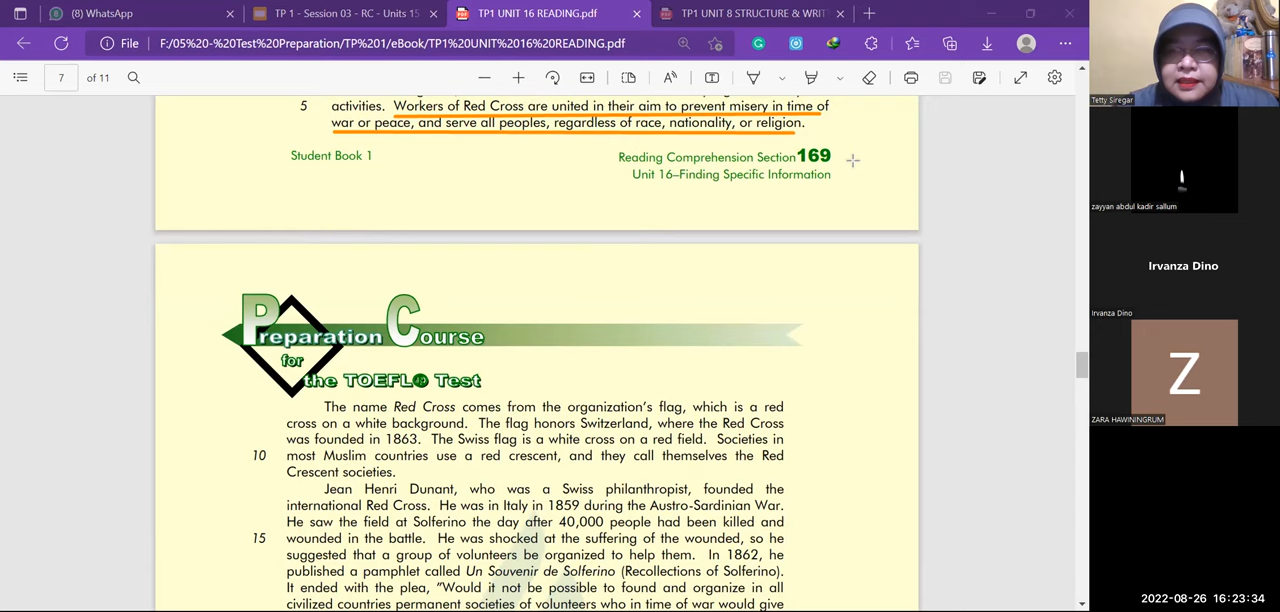 (8) WhatsApp
TP 1 - Session 03 - RC - Units 15
TP1 UNIT 16 READING.pdf
TP1 UNIT 8 STRUCTURE & WRIT
File
F:/05%20-%20Test%20Preparation/TP%201/eBook/TP1%20UNIT%2016%20READING.pdf
7 of 11
5 activities. Workers of Red Cross are united in their aim to prevent misery in time of
war or peace, and serve all peoples, regardless of race, nationality, or religion.
Student Book 1
Reading Comprehension Section 169
Unit 16–Finding Specific Information
Preparation Course
for
the TOEFL® Test
The name Red Cross comes from the organization's flag, which is a red
cross on a white background. The flag honors Switzerland, where the Red Cross
was founded in 1863. The Swiss flag is a white cross on a red field. Societies in
10 most Muslim countries use a red crescent, and they call themselves the Red
Crescent societies.
Jean Henri Dunant, who was a Swiss philanthropist, founded the
international Red Cross. He was in Italy in 1859 during the Austro-Sardinian War.
He saw the field at Solferino the day after 40,000 people had been killed and
15 wounded in the battle. He was shocked at the suffering of the wounded, so he
suggested that a group of volunteers be organized to help them. In 1862, he
published a pamphlet called Un Souvenir de Solferino (Recollections of Solferino).
It ended with the plea, "Would it not be possible to found and organize in all
civilized countries permanent societies of volunteers who in time of war would give
Tetty Siregar
zayyan abdul kadir sallum
Irvanza Dino
Irvanza Dino
Z
ZARA HAWININGRUM
2022-08-26 16:23:34